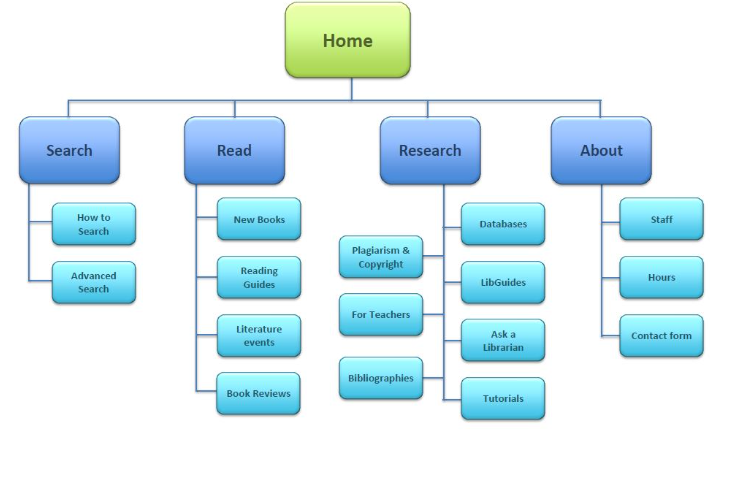 Home
Search
Read
Research
About
How to
Search
Advanced
Search
New Books
Reading
Guides
Literature
events
Book Reviews
Plagiarism &
Copyright
For Teachers
Bibliographies
Databases
LibGuides
Ask a
Librarian
Tutorials
Staff
Hours
Contact form